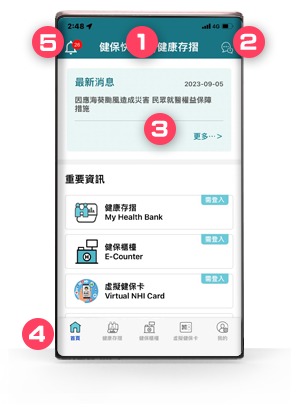 2:48
4G
5
26
健保快
1
健康存摺
2
最新消息
2023-09-05
因應海葵颱風造成災害 民眾就醫權益保障
措施
3
更多… >
重要資訊
需登入
健康存摺
My Health Bank
需登入
健保櫃檯
E-Counter
需登入
虛擬健保卡
Virtual NHI Card
4
首頁
健康存摺
健保櫃檯
虛擬健保卡
我的